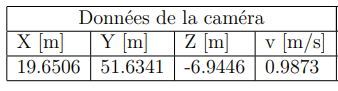 Données de la caméra
X [m] Y [m] Z [m] v [m/s]
19.6506 51.6341 -6.9446 0.9873